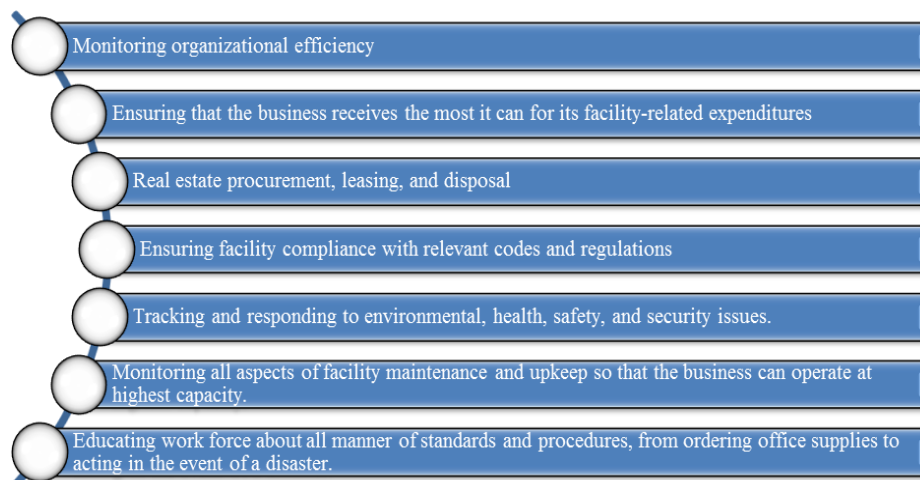 Monitoring organizational efficiency
Ensuring that the business receives the most it can for its facility-related expenditures
Real estate procurement, leasing, and disposal
Ensuring facility compliance with relevant codes and regulations
Tracking and responding to environmental, health, safety, and security issues.
Monitoring all aspects of facility maintenance and upkeep so that the business can operate at
highest capacity.
Educating work force about all manner of standards and procedures, from ordering office supplies to
acting in the event of a disaster.